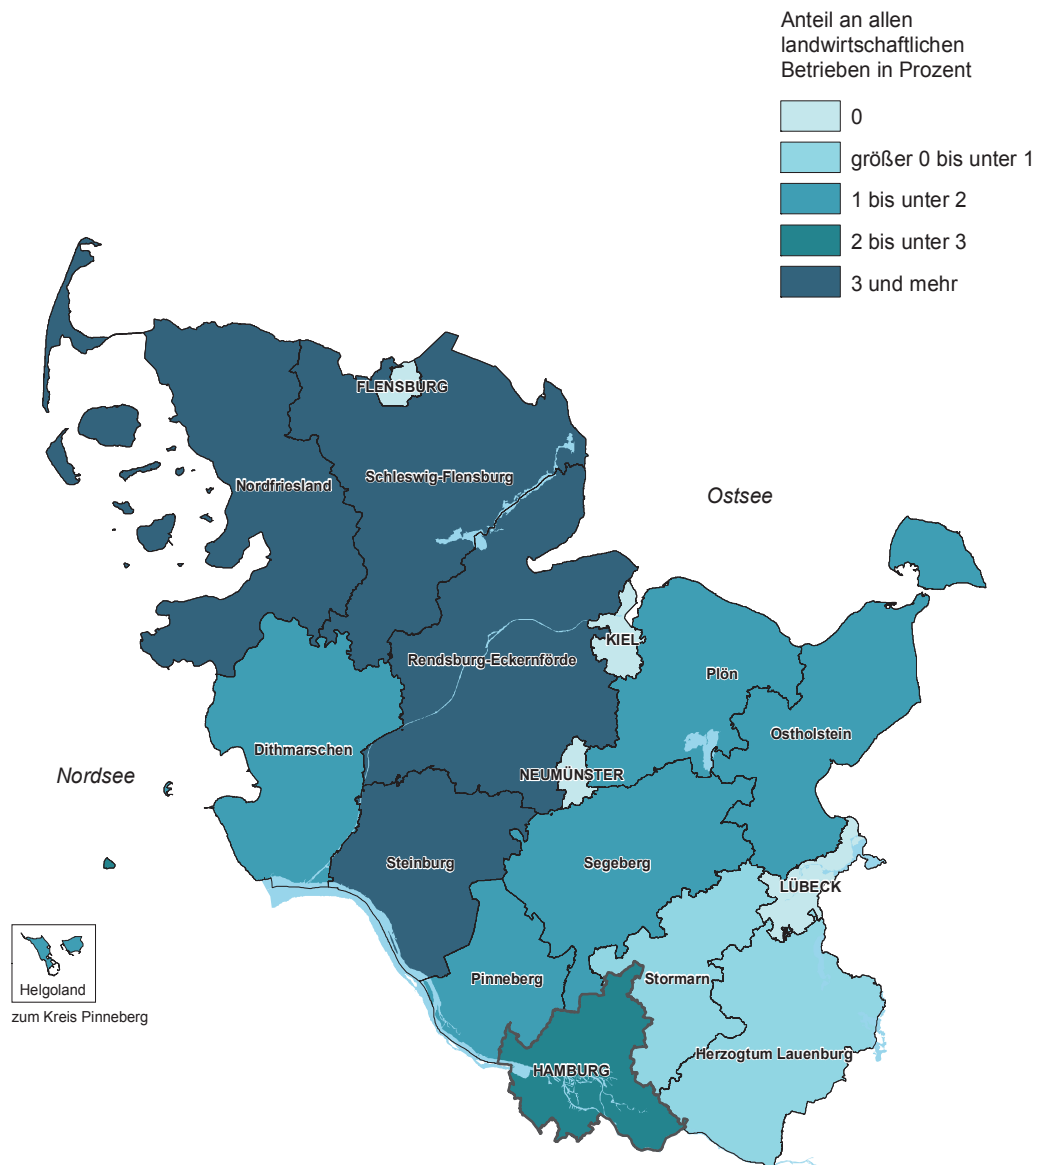 Anteil an allen
landwirtschaftlichen
Betrieben in Prozent
0
größer 0 bis unter 1
1 bis unter 2
2 bis unter 3
3 und mehr
FLENSBURG
Schleswig-Flensburg
Nordfriesland
Ostsee
KIEL
Rendsburg-Eckernförde
Plön
Ostholstein
Dithmarschen
Nordsee
NEUMÜNSTER
Steinburg
Segeberg
LÜBECK
Pinneberg
Stormarn
Helgoland
zum Kreis Pinneberg
Herzogtum Lauenburg
HAMBURG